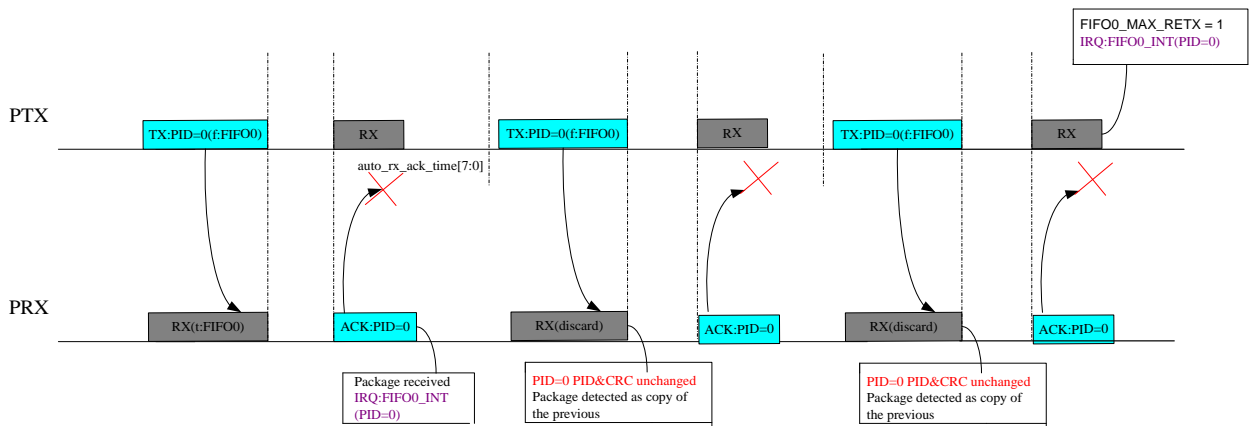 FIFO0_MAX_RETX = 1
IRQ:FIFO0_INT(PID=0)
PTX
TX:PID=0(f:FIFO0)
RX
TX:PID=0(f:FIFO0)
RX
TX:PID=0(f:FIFO0)
RX
auto_rx_ack_time[7:0]
PRX
RX(t:FIFO0)
ACK:PID=0
RX(discard)
ACK:PID=0
RX(discard)
ACK:PID=0
Package received
IRQ:FIFO0_INT
(PID=0)
PID=0 PID&CRC unchanged
Package detected as copy of
the previous
PID=0 PID&CRC unchanged
Package detected as copy of
the previous